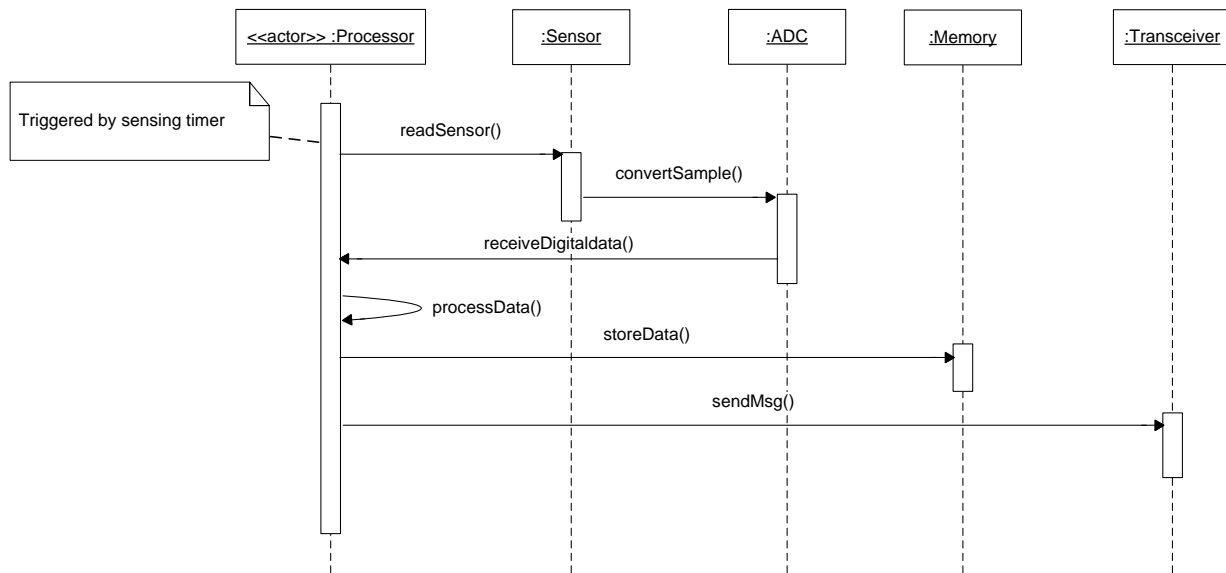 <<actor>> :Processor
:Sensor
:ADC
:Memory
:Transceiver
Triggered by sensing timer
readSensor()
convertSample()
receiveDigitaldata()
processData()
storeData()
sendMsg()